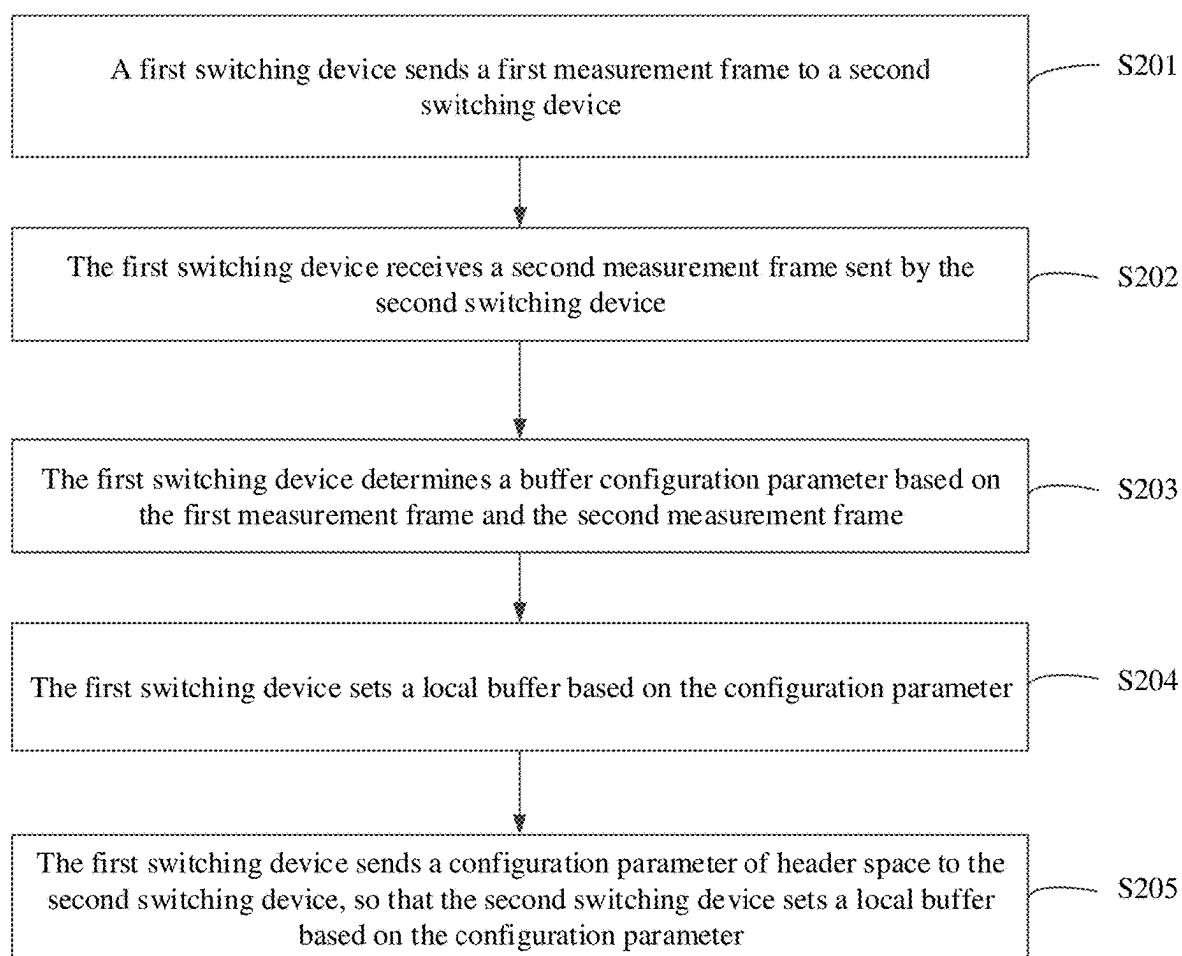 A first switching device sends a first measurement frame to a second
switching device
S201
The first switching device receives a second measurement frame sent by the
second switching device
S202
The first switching device determines a buffer configuration parameter based on
the first measurement frame and the second measurement frame
S203
The first switching device sets a local buffer based on the configuration parameter
S204
The first switching device sends a configuration parameter of header space to the
second switching device, so that the second switching device sets a local buffer
based on the configuration parameter
S205